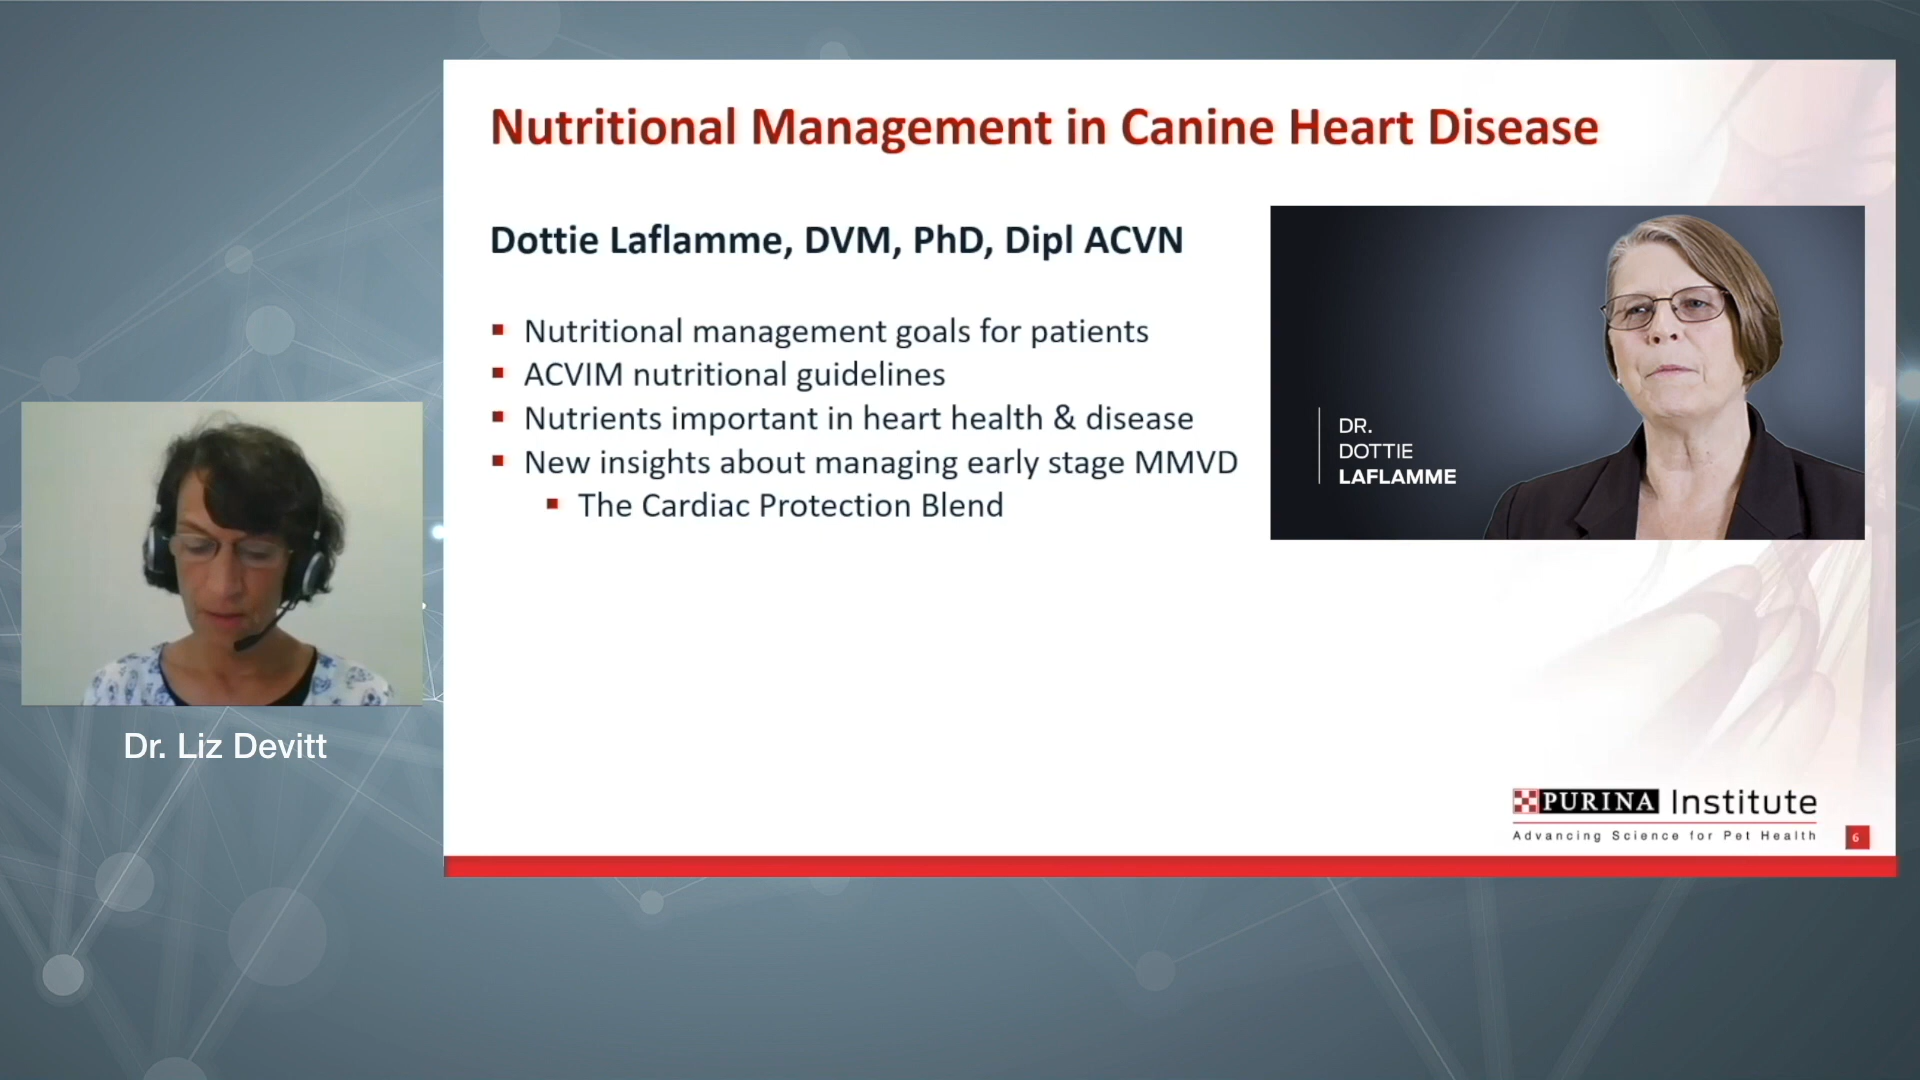 Nutritional Management in Canine Heart Disease
Dottie Laflamme, DVM, PhD, Dipl ACVN
Nutritional management goals for patients
ACVIM nutritional guidelines
Nutrients important in heart health & disease
New insights about managing early stage MMVD
The Cardiac Protection Blend
DR.
DOTTIE
LAFLAMME
Dr. Liz Devitt
PURINA Institute
Advancing Science for Pet Health
6